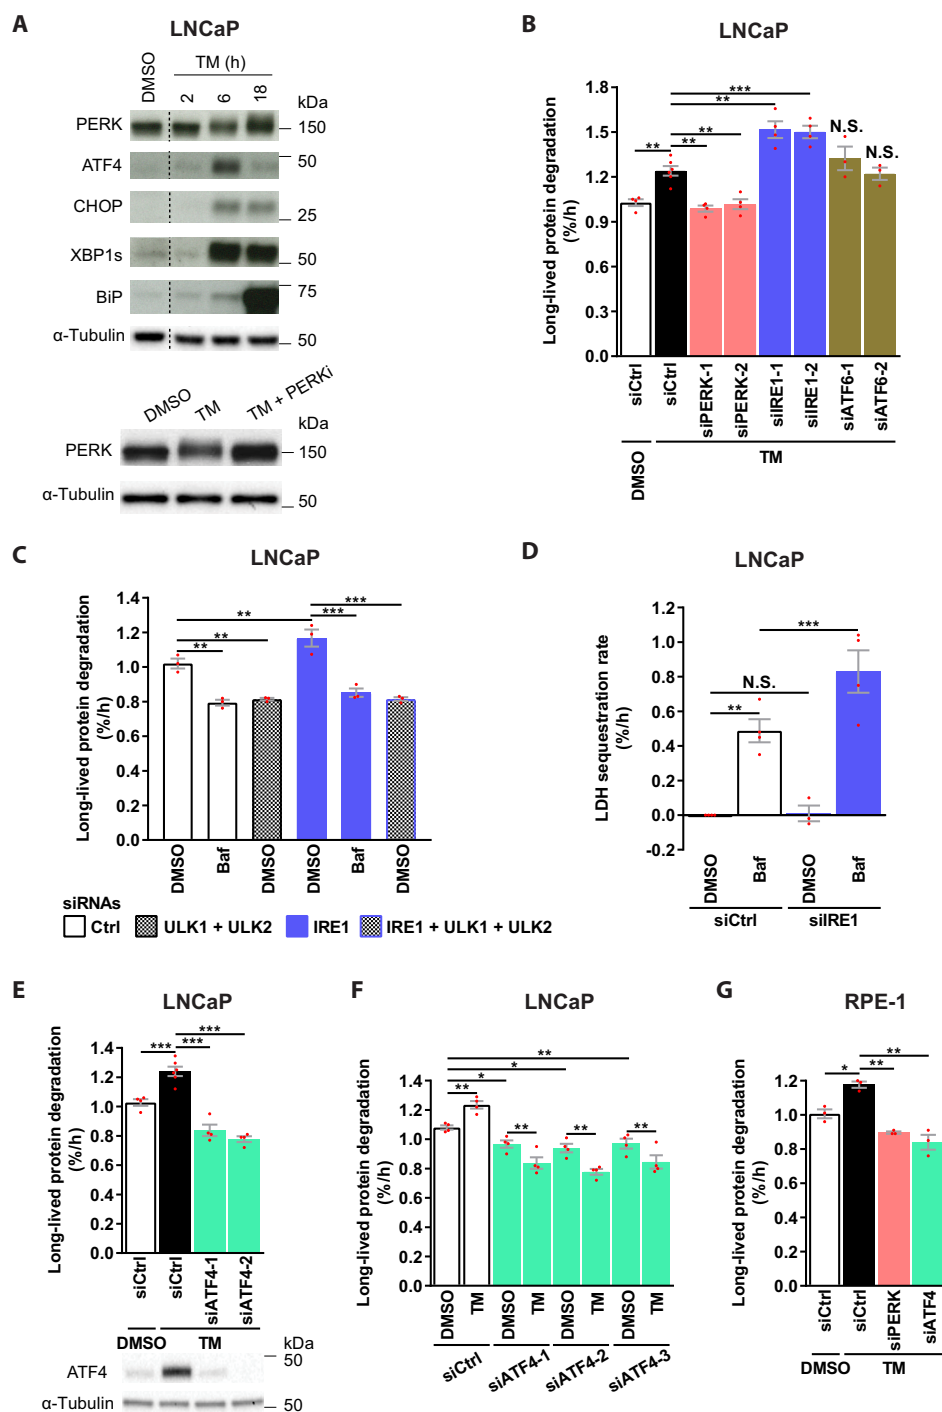 A
LNCaP
TM (h)
DMSO
2
6
18
kDa
PERK
150
ATF4
50
CHOP
25
XBP1s
50
BiP
75
α-Tubulin
50
DMSO
TM
TM + PERKi
kDa
PERK
150
α-Tubulin
50
B
LNCaP
Long-lived protein degradation
(%/h)
1.8
1.5
1.2
0.9
0.6
0.3
0.0
**
**
**
**
***
N.S.
N.S.
siCtrl
siCtrl
siPERK-1
siPERK-2
siIRE1-1
siIRE1-2
siATF6-1
siATF6-2
DMSO
TM
C
LNCaP
Long-lived protein degradation
(%/h)
1.4
1.2
1.0
0.8
0.6
0.4
0.2
0.0
**
**
**
***
***
DMSO
Baf
DMSO
DMSO
Baf
DMSO
siRNAs
Ctrl
ULK1 + ULK2
IRE1
IRE1 + ULK1 + ULK2
D
LNCaP
LDH sequestration rate
(%/h)
1.2
1.0
0.8
0.6
0.4
0.2
-0.0
-0.2
***
N.S.
**
DMSO
Baf
DMSO
Baf
siCtrl
siIRE1
E
LNCaP
Long-lived protein degradation
(%/h)
1.4
1.2
1.0
0.8
0.6
0.4
0.2
0.0
***
***
***
siCtrl
siCtrl
siATF4-1
siATF4-2
DMSO
TM
kDa
ATF4
50
α-Tubulin
50
F
LNCaP
Long-lived protein degradation
(%/h)
1.4
1.2
1.0
0.8
0.6
0.4
0.2
0.0
**
*
*
**
**
**
**
DMSO
TM
DMSO
TM
DMSO
TM
DMSO
TM
siCtrl
siATF4-1
siATF4-2
siATF4-3
G
RPE-1
Long-lived protein degradation
(%/h)
1.4
1.2
1.0
0.8
0.6
0.4
0.2
0.0
**
*
**
siCtrl
siCtrl
siPERK
siATF4
DMSO
TM